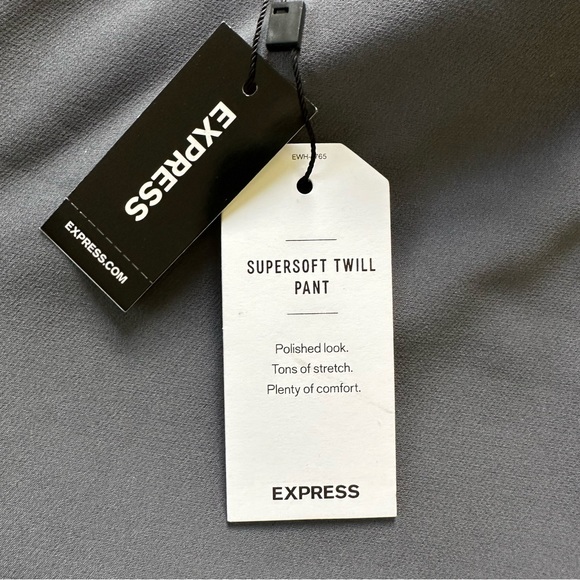 EXPRESS
EXPRESS.COM
SUPERSOFT TWILL
PANT
Polished look.
Tons of stretch.
Plenty of comfort.
EXPRESS